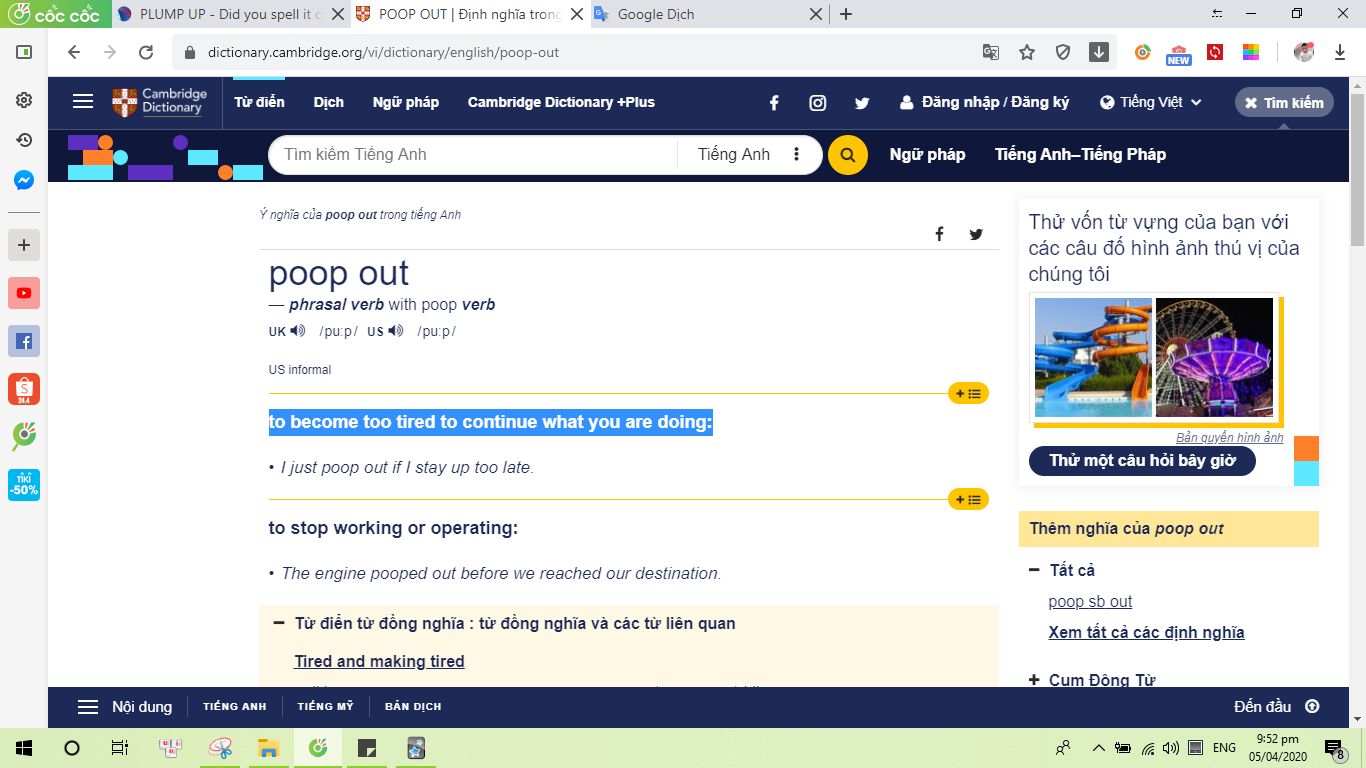 cốc cốc
PLUMP UP - Did you spell it c
POOP OUT | Định nghĩa trong
Google Dịch
dictionary.cambridge.org/vi/dictionary/english/poop-out
NEW
Cambridge
Dictionary
Từ điển
Dịch
Ngữ pháp
Cambridge Dictionary +Plus
Đăng nhập / Đăng ký
Tiếng Việt
Tìm kiếm
Tìm kiếm Tiếng Anh
Tiếng Anh
Ngữ pháp
Tiếng Anh–Tiếng Pháp
Ý nghĩa của poop out trong tiếng Anh
poop out
— phrasal verb with poop verb
UK /puːp/ US /puːp/
US informal
to become too tired to continue what you are doing:
• I just poop out if I stay up too late.
to stop working or operating:
• The engine pooped out before we reached our destination.
Từ điển từ đồng nghĩa : từ đồng nghĩa và các từ liên quan
Tired and making tired
Thử vốn từ vựng của bạn với
các câu đố hình ảnh thú vị của
chúng tôi
Bản quyền hình ảnh
Thử một câu hỏi bây giờ
Thêm nghĩa của poop out
Tất cả
poop sb out
Xem tất cả các định nghĩa
Cụm Động Từ
24.4
TIKI
-50%
Nội dung
TIẾNG ANH
TIẾNG MỸ
BẢN DỊCH
Đến đầu
ENG
9:52 pm
05/04/2020
8